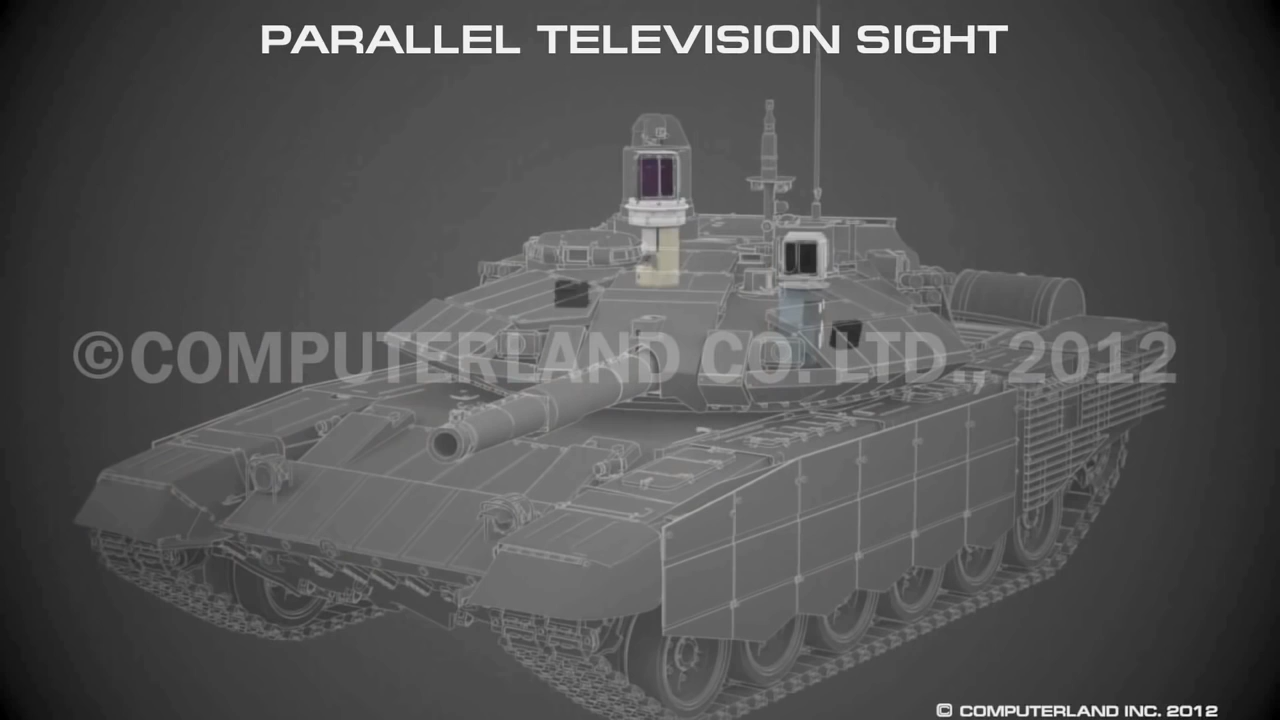 PARALLEL TELEVISION SIGHT
©COMPUTERLAND CO. LTD., 2012
© COMPUTERLAND INC. 2012